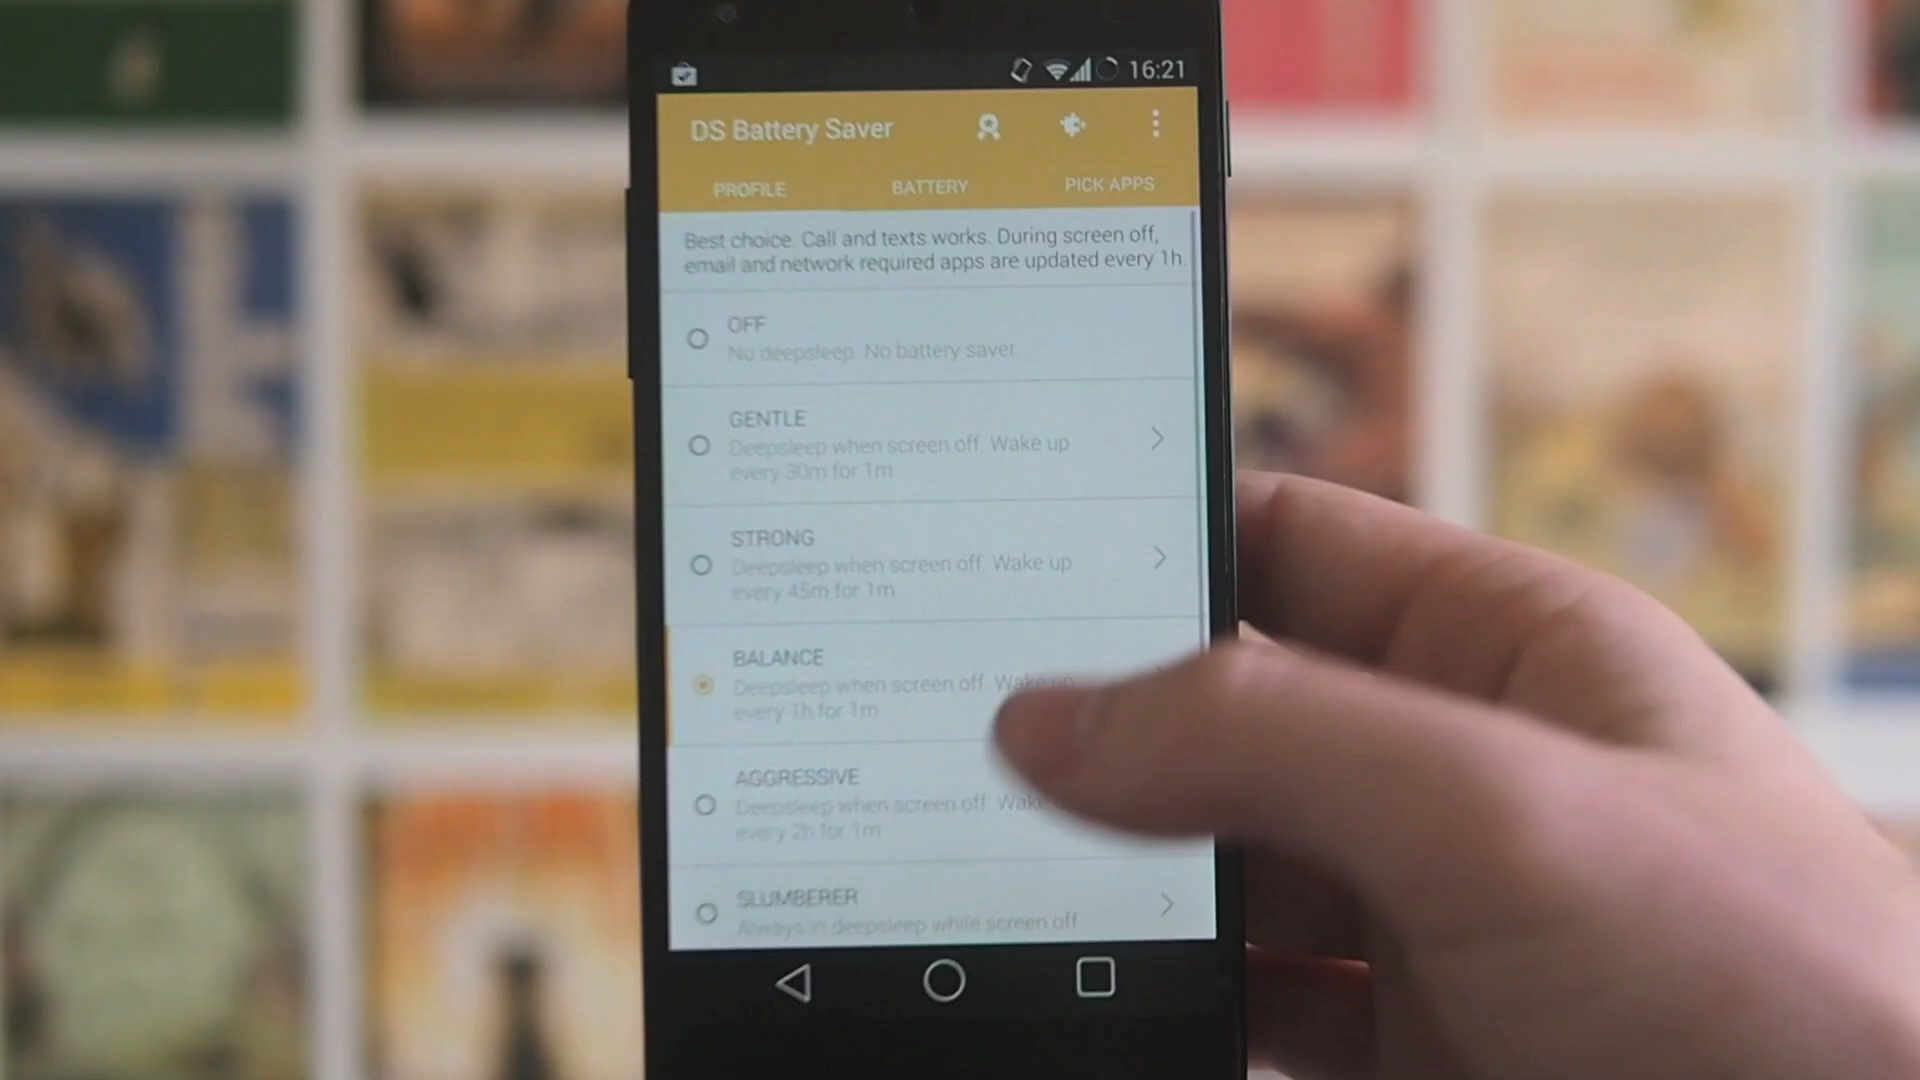 16:21
DS Battery Saver
PROFILE BATTERY PICK APPS
Best choice. Call and texts works. During screen off,
email and network required apps are updated every 1h.
OFF
No deepsleep. No battery saver.
GENTLE
Deepsleep when screen off. Wake up
every 30m for 1m
STRONG
Deepsleep when screen off. Wake up
every 45m for 1m
BALANCE
Deepsleep when screen off. Wake up
every 1h for 1m
AGGRESSIVE
Deepsleep when screen off. Wake
every 2h for 1m
SLUMBERER
Always in deepsleep while screen off